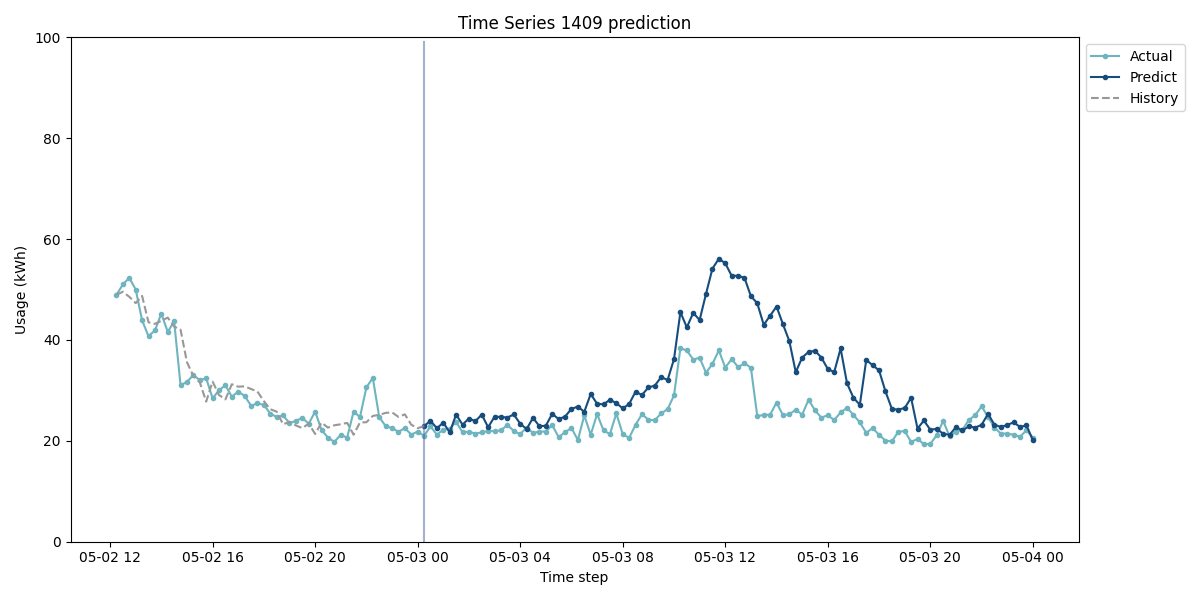 Time Series 1409 prediction
100
80
60
40
20
0
Usage (kWh)
05-02 12
05-02 16
05-02 20
05-03 00
05-03 04
05-03 08
05-03 12
05-03 16
05-03 20
05-04 00
Time step
Actual
Predict
History